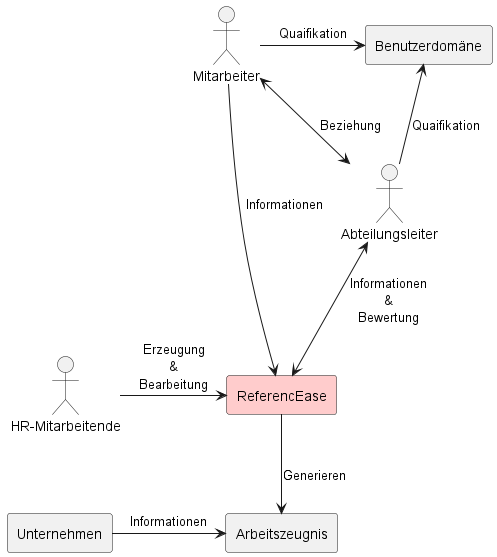 Quaifikation
Benutzerdomäne
Mitarbeiter
Beziehung
Quaifikation
Informationen
Abteilungsleiter
Informationen
&
Bewertung
Erzeugung
&
Bearbeitung
ReferencEase
HR-Mitarbeitende
Generieren
Unternehmen
Informationen
Arbeitszeugnis